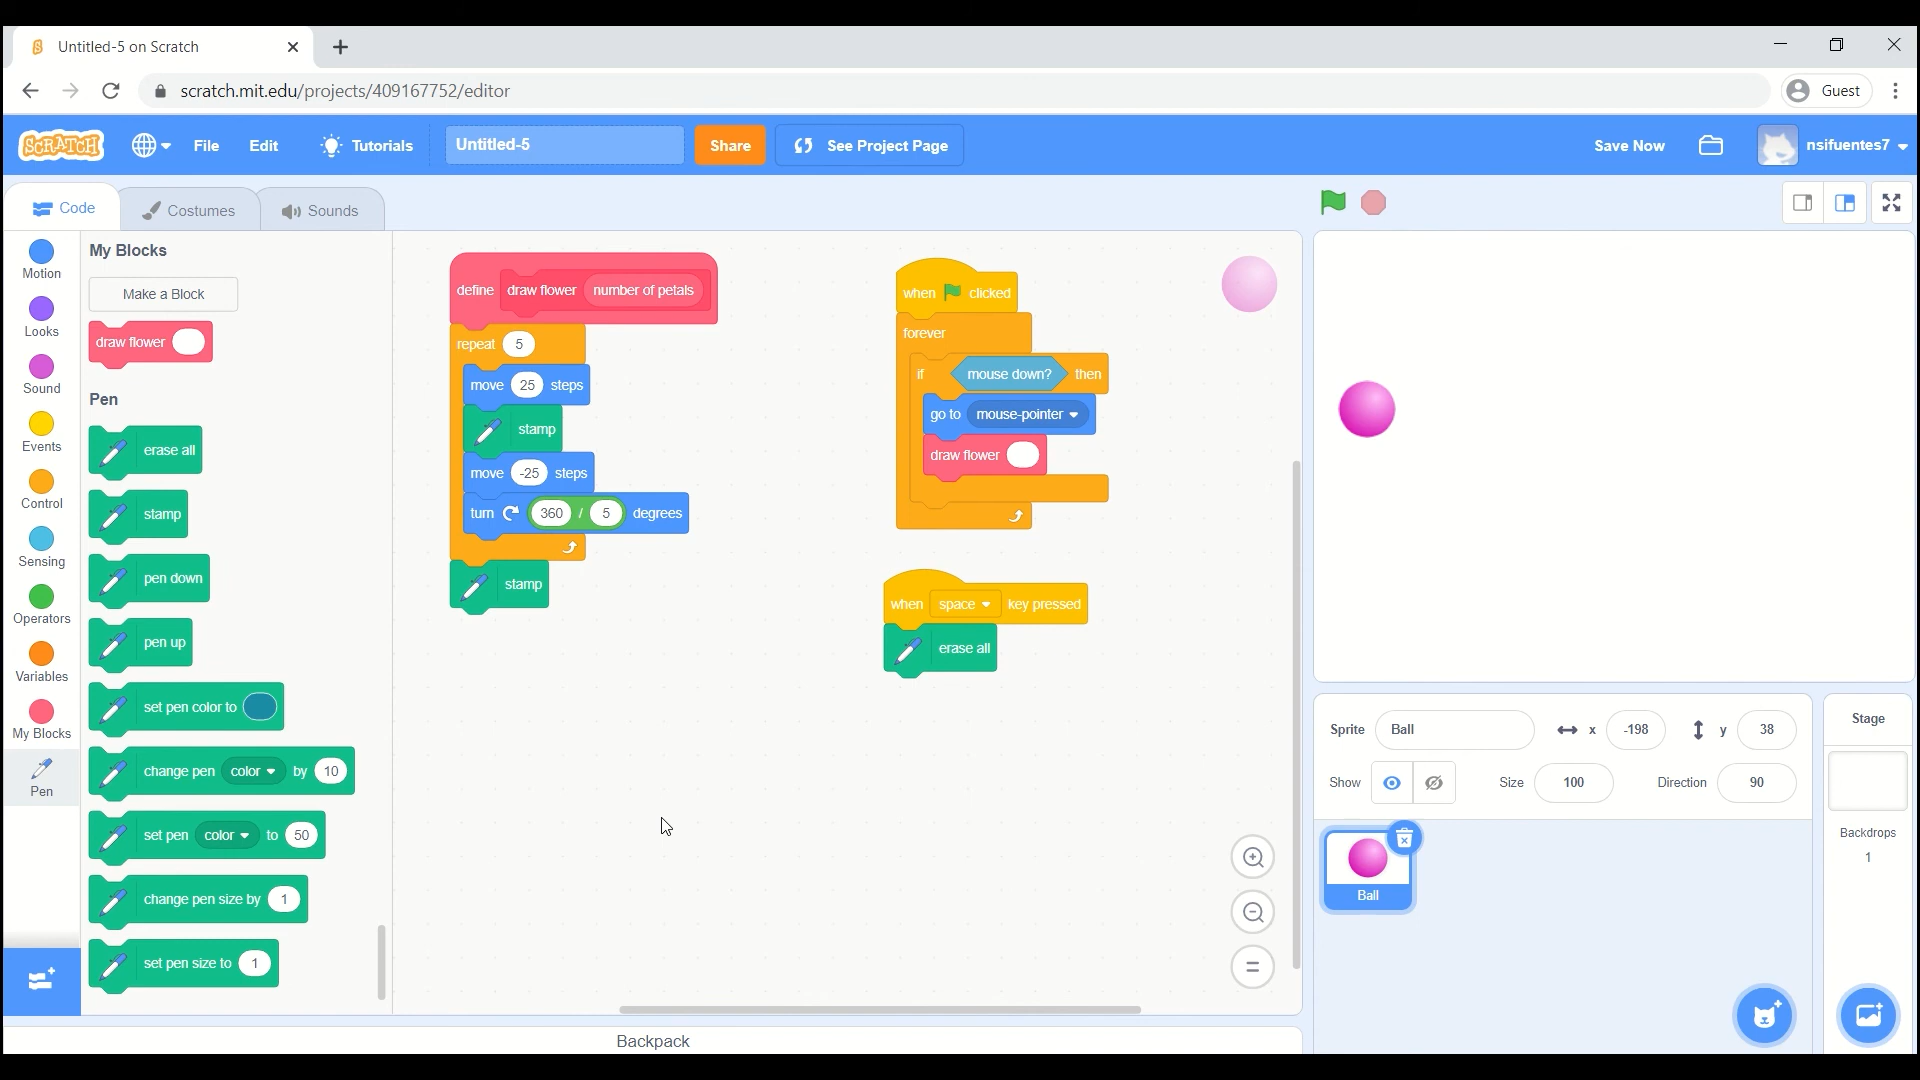 Untitled-5 on Scratch
scratch.mit.edu/projects/409167752/editor
Guest
SCRATCH
File
Edit
Tutorials
Untitled-5
Share
See Project Page
Save Now
nsifuentes7
Code
Costumes
Sounds
Motion
Looks
Sound
Events
Control
Sensing
Operators
Variables
My Blocks
Pen
My Blocks
Make a Block
draw flower
Pen
erase all
stamp
pen down
pen up
set pen color to
change pen color by 10
set pen color to 50
change pen size by 1
set pen size to 1
define draw flower number of petals
repeat 5
move 25 steps
stamp
move -25 steps
turn 360 / 5 degrees
stamp
when clicked
forever
if mouse down? then
go to mouse-pointer
draw flower
when space key pressed
erase all
Sprite Ball x -198 y 38
Show Size 100 Direction 90
Ball
Stage
Backdrops
1
Backpack